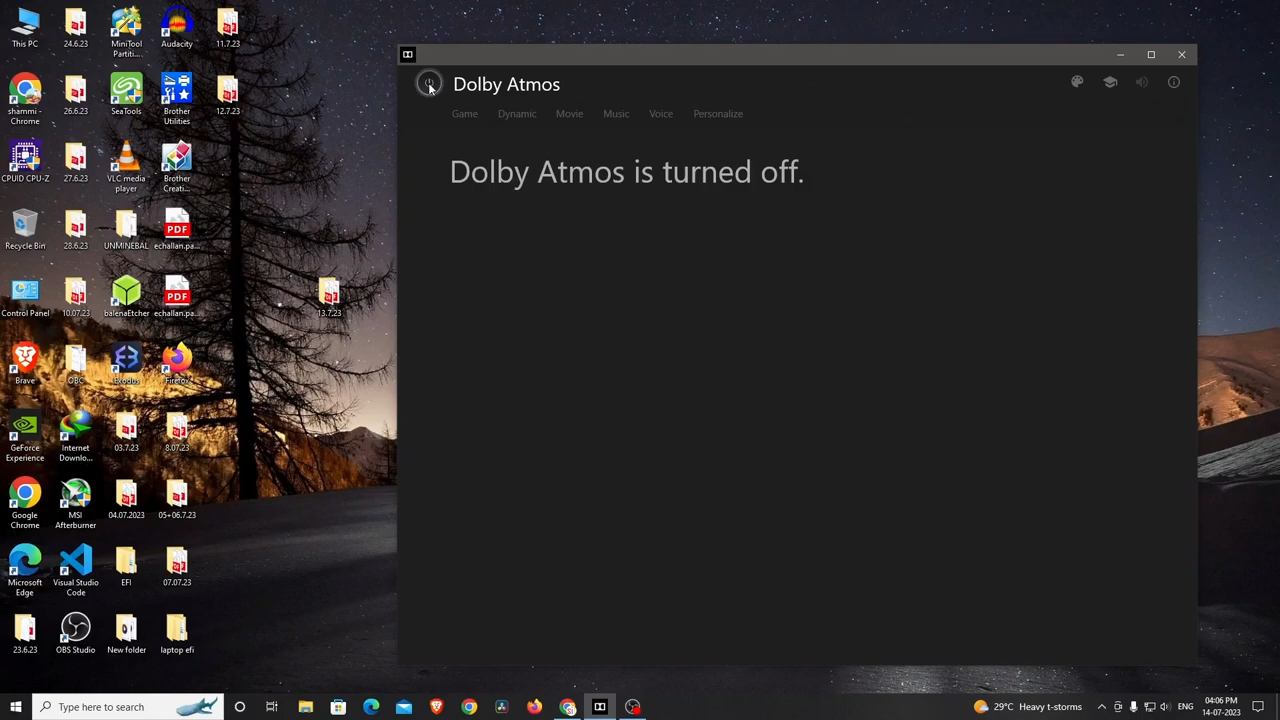 This PC
24.6.23
MiniTool
Partiti...
Audacity
11.7.23
shammi -
Chrome
26.6.23
SeaTools
Brother
Utilities
12.7.23
CPUID CPU-Z
27.6.23
VLC media
player
Brother
Creati...
Recycle Bin
28.6.23
UNMINEBAL
PDF
echallan.pa...
Control Panel
10.07.23
balenaEtcher
PDF
echallan.pa...
13.7.23
Brave
OBC
Exodus
Firefox
GeForce
Experience
Internet
Downlo...
03.7.23
8.07.23
Google
Chrome
MSI
Afterburner
04.07.2023
05+06.7.23
Microsoft
Edge
Visual Studio
Code
EFI
07.07.23
23.6.23
OBS Studio
New folder
laptop efi
Dolby Atmos
Game Dynamic Movie Music Voice Personalize
Dolby Atmos is turned off.
Type here to search
29°C Heavy t-storms
ENG
04:06 PM
14-07-2023